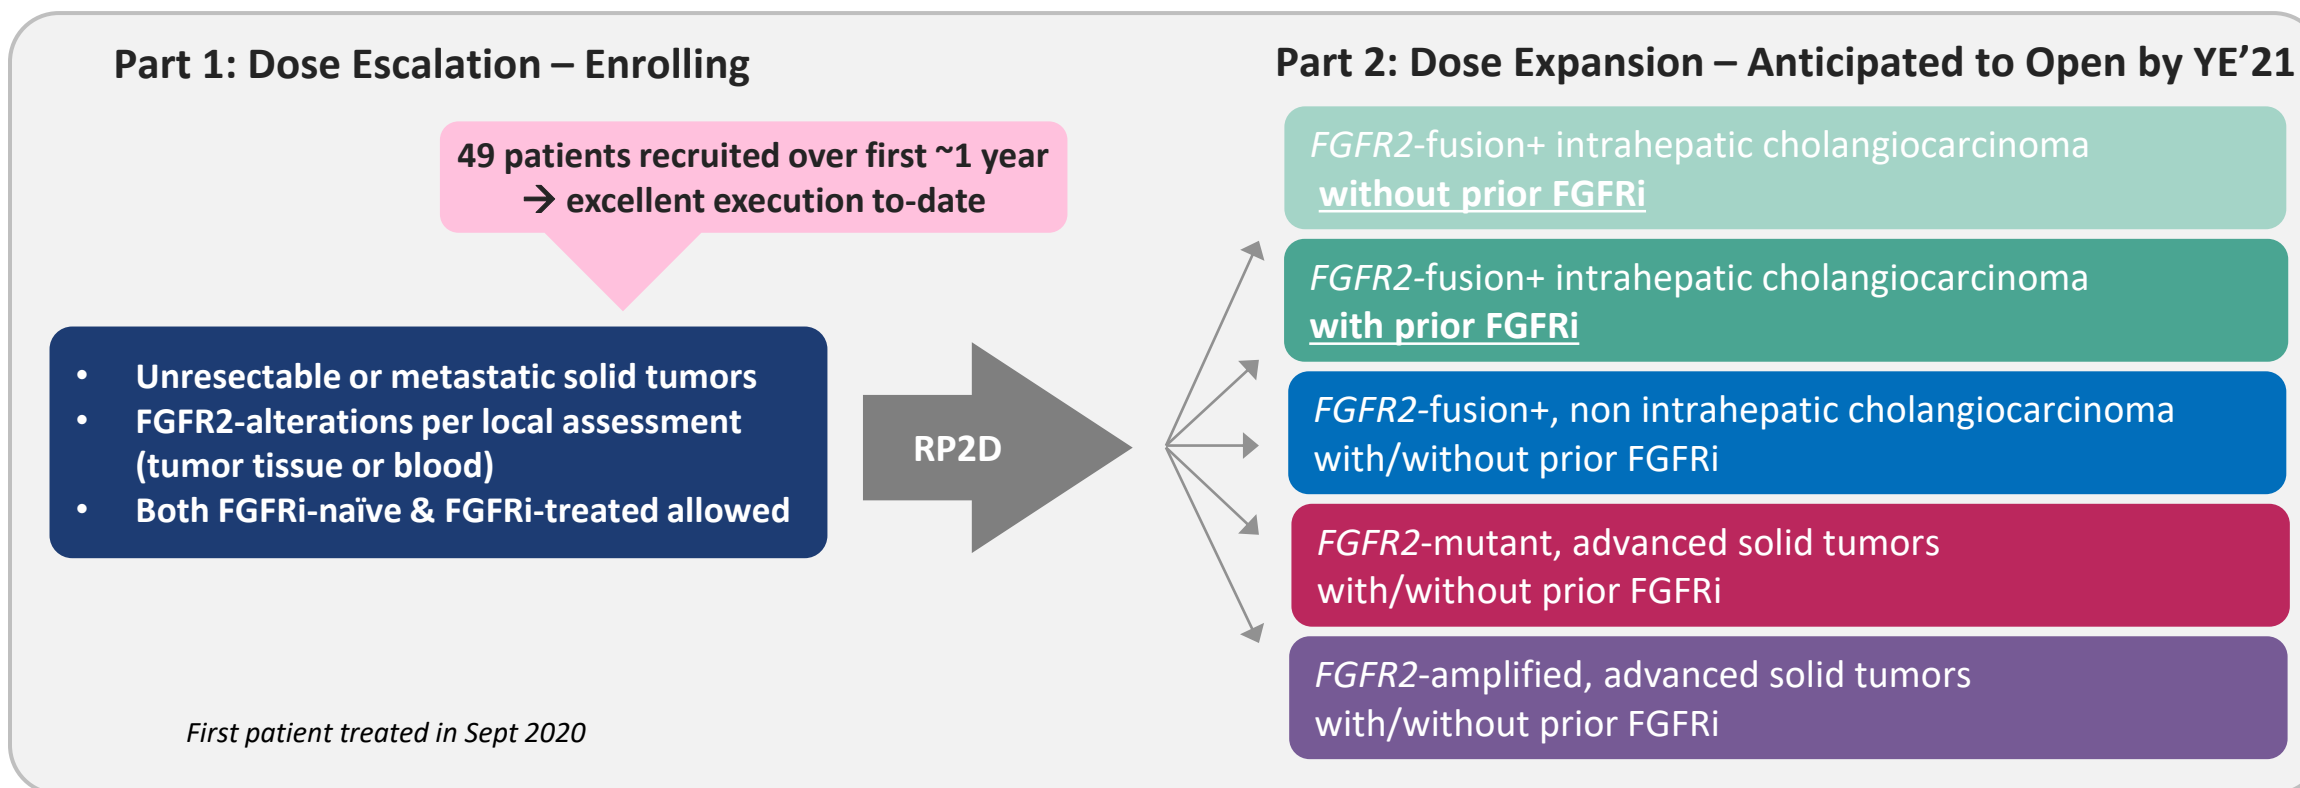 Part 1: Dose Escalation – Enrolling
49 patients recruited over first ~1 year
→ excellent execution to-date
• Unresectable or metastatic solid tumors
• FGFR2-alterations per local assessment
(tumor tissue or blood)
• Both FGFRi-naïve & FGFRi-treated allowed
First patient treated in Sept 2020
RP2D
Part 2: Dose Expansion – Anticipated to Open by YE’21
FGFR2-fusion+ intrahepatic cholangiocarcinoma
without prior FGFRi
FGFR2-fusion+ intrahepatic cholangiocarcinoma
with prior FGFRi
FGFR2-fusion+, non intrahepatic cholangiocarcinoma
with/without prior FGFRi
FGFR2-mutant, advanced solid tumors
with/without prior FGFRi
FGFR2-amplified, advanced solid tumors
with/without prior FGFRi